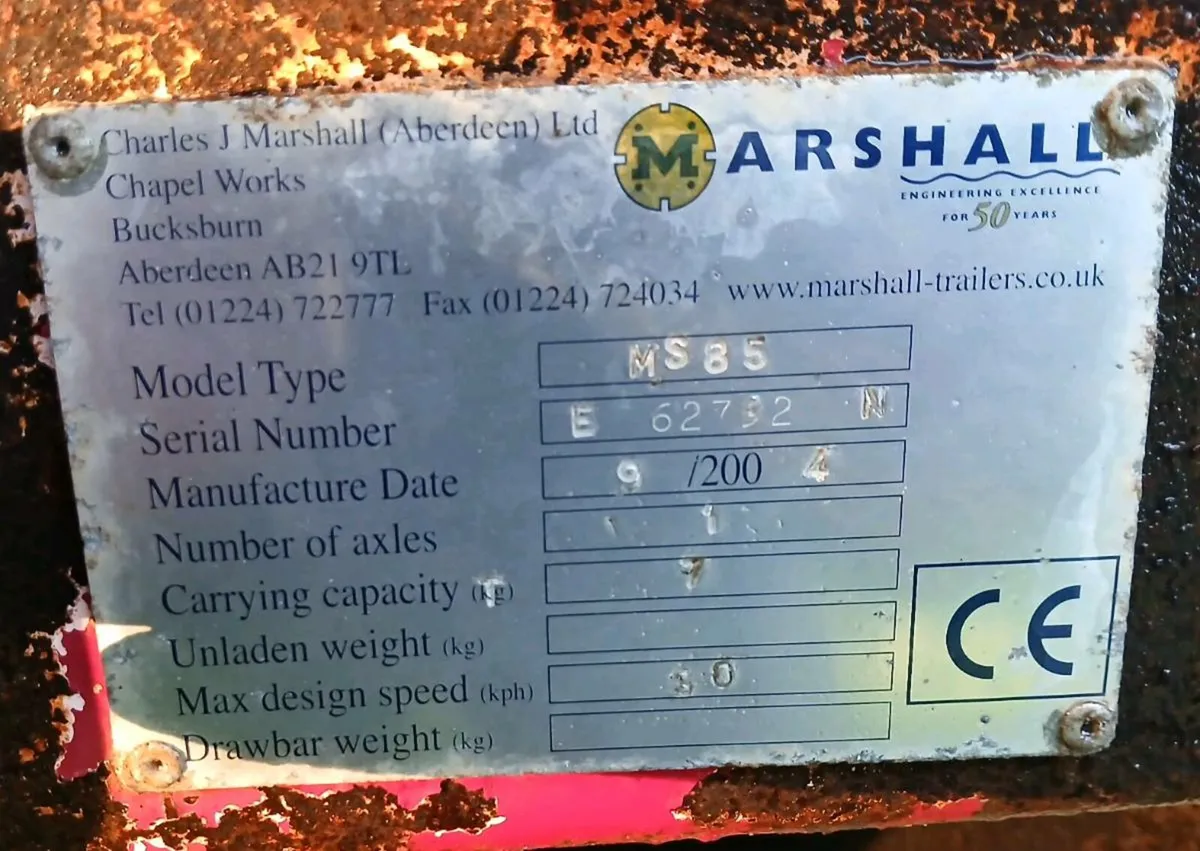 Charles J Marshall (Aberdeen) Ltd
Chapel Works
Bucksburn
Aberdeen AB21 9TL
Tel (01224) 722777 Fax (01224) 724034 www.marshall-trailers.co.uk
M MARSHALL
ENGINEERING EXCELLENCE
FOR 50 YEARS
Model Type MS85
Serial Number E N
Manufacture Date 9 /200 4
Number of axles 1
Carrying capacity
Unladen weight (kg)
Max design speed (kph) 30
Drawbar weight (kg)
CE